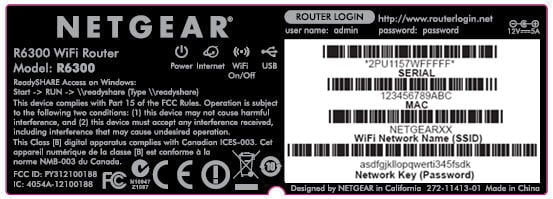 NETGEAR®
R6300 WiFi Router
Model: R6300
Power Internet WiFi On/Off USB
ReadySHARE Access on Windows:
Start -> RUN -> \\readyshare (Type \\readyshare)
This device complies with Part 15 of the FCC Rules. Operation is subject
to the following two conditions: (1) this device may not cause harmful
interference, and (2) this device must accept any interference received,
including interference that may cause undesired operation.
This Class [B] digital apparatus complies with Canadian ICES-003. Cet
appareil numérique de la classe [B] est conforme à la
norme NMB-003 du Canada.
FCC ID: PY312100188
IC: 4054A-12100188
N10947
Z1087
10
ROUTER LOGIN http://www.routerlogin.net
user name: admin password: password
12V⎓5A
*2PU1157WFFFFF*
SERIAL
123456789ABC
MAC
NETGEARXX
WiFi Network Name (SSID)
asdfgjkllopqwerti345fsdk
Network Key (Password)
Designed by NETGEAR in California 272-11413-01 Made in China